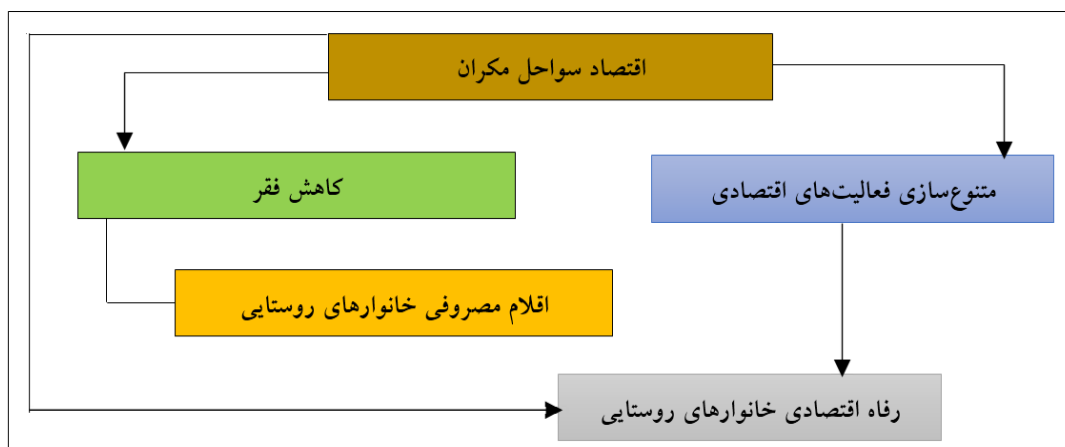 اقتصاد سواحل مکران
کاهش فقر
متنوع‌سازی فعالیت‌های اقتصادی
اقلام مصروفی خانوارهای روستایی
رفاه اقتصادی خانوارهای روستایی